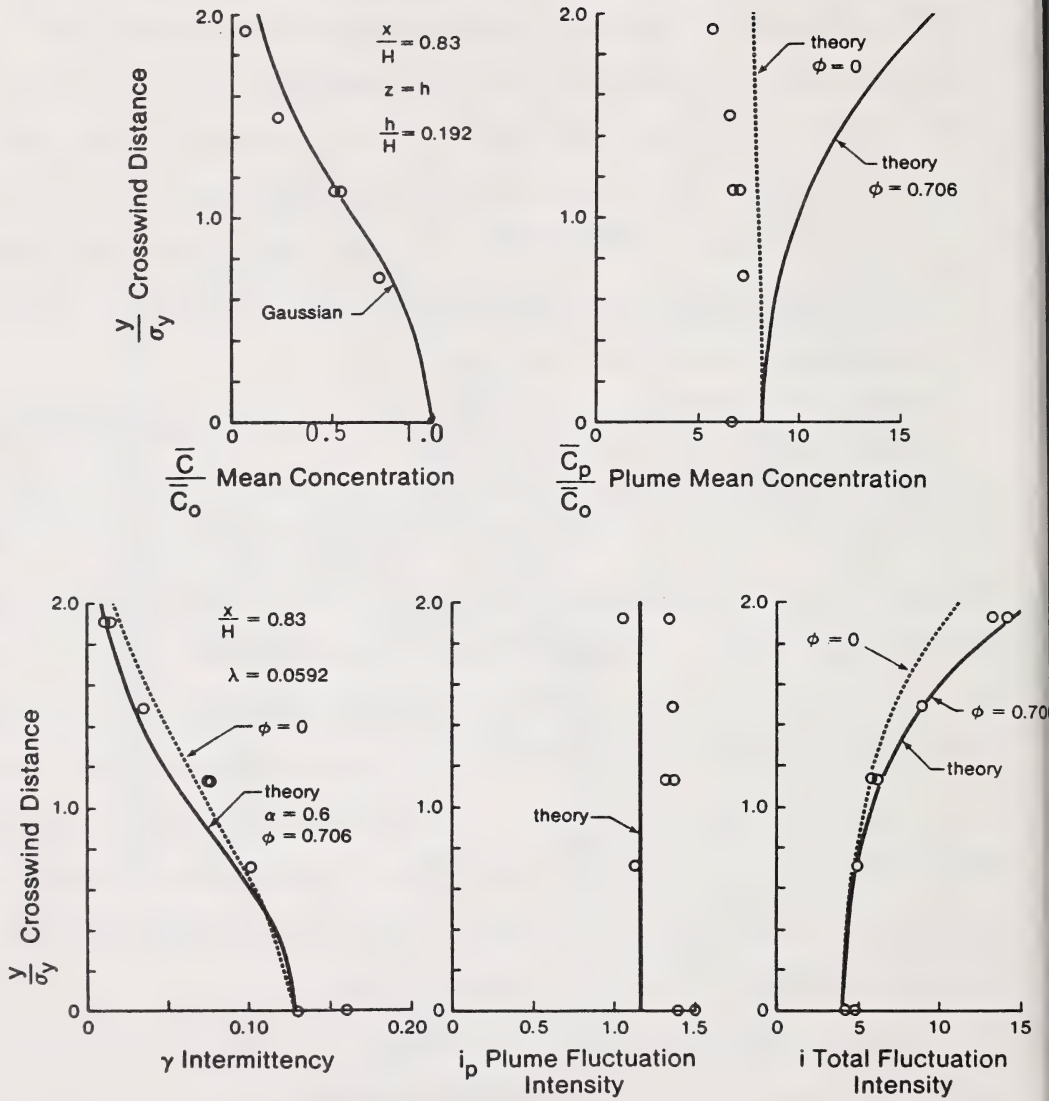 2.0
1.0
0
y/σy Crosswind Distance
x/H = 0.83
z = h
h/H = 0.192
Gaussian
0 0.5 1.0
C̅/C̅o Mean Concentration
2.0
1.0
0
theory
ϕ = 0
theory
ϕ = 0.706
0 5 10 15
C̅p/C̅o Plume Mean Concentration
2.0
1.0
0
y/σy Crosswind Distance
x/H = 0.83
λ = 0.0592
ϕ = 0
theory
α = 0.6
ϕ = 0.706
0 0.10 0.20
γ Intermittency
2.0
1.0
0
theory
0 0.5 1.0 1.5
ip Plume Fluctuation
Intensity
2.0
1.0
0
ϕ = 0
ϕ = 0.70
theory
0 5 10 15
i Total Fluctuation
Intensity